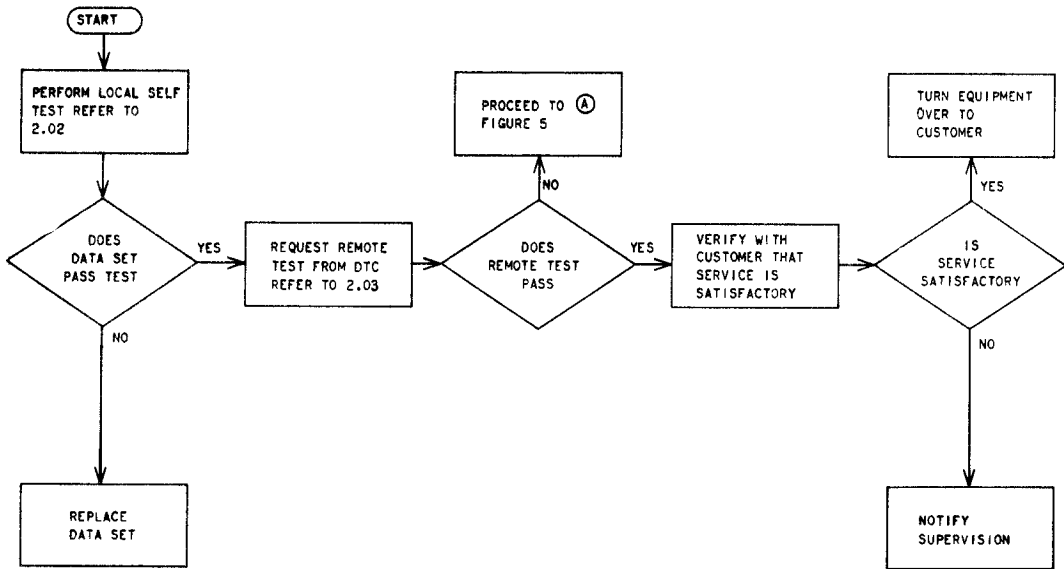 START
PERFORM LOCAL SELF
TEST REFER TO
2.02
DOES
DATA SET
PASS TEST
YES
NO
REPLACE
DATA SET
REQUEST REMOTE
TEST FROM DTC
REFER TO 2.03
DOES
REMOTE TEST
PASS
NO
PROCEED TO A
FIGURE 5
YES
VERIFY WITH
CUSTOMER THAT
SERVICE IS
SATISFACTORY
IS
SERVICE
SATISFACTORY
YES
TURN EQUIPMENT
OVER TO
CUSTOMER
NO
NOTIFY
SUPERVISION